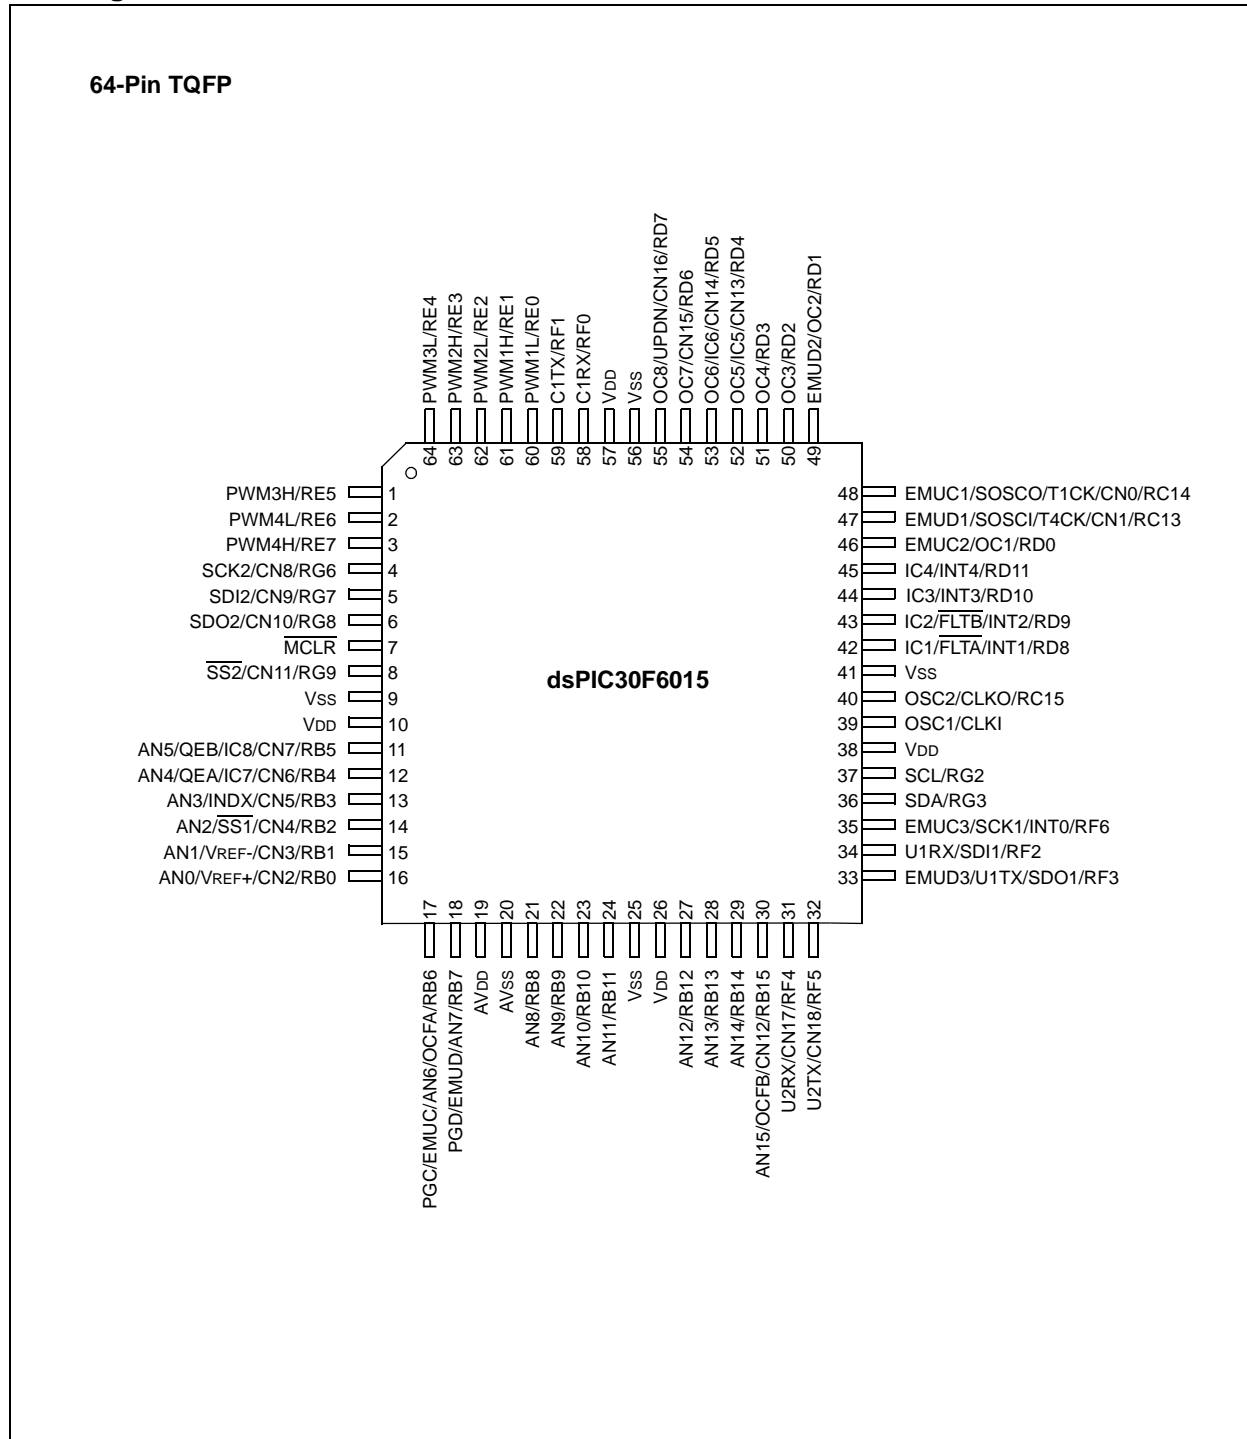 64-Pin TQFP
PWM3L/RE4
PWM2H/RE3
PWM2L/RE2
PWM1H/RE1
PWM1L/RE0
C1TX/RF1
C1RX/RF0
VDD
VSS
OC8/UPDN/CN16/RD7
OC7/CN15/RD6
OC6/IC6/CN14/RD5
OC5/IC5/CN13/RD4
OC4/RD3
OC3/RD2
EMUD2/OC2/RD1
64 63 62 61 60 59 58 57 56 55 54 53 52 51 50 49
PWM3H/RE5 1
PWM4L/RE6 2
PWM4H/RE7 3
SCK2/CN8/RG6 4
SDI2/CN9/RG7 5
SDO2/CN10/RG8 6
MCLR 7
SS2/CN11/RG9 8
VSS 9
VDD 10
AN5/QEB/IC8/CN7/RB5 11
AN4/QEA/IC7/CN6/RB4 12
AN3/INDX/CN5/RB3 13
AN2/SS1/CN4/RB2 14
AN1/VREF-/CN3/RB1 15
AN0/VREF+/CN2/RB0 16
dsPIC30F6015
48 EMUC1/SOSCO/T1CK/CN0/RC14
47 EMUD1/SOSCI/T4CK/CN1/RC13
46 EMUC2/OC1/RD0
45 IC4/INT4/RD11
44 IC3/INT3/RD10
43 IC2/FLTB/INT2/RD9
42 IC1/FLTA/INT1/RD8
41 VSS
40 OSC2/CLKO/RC15
39 OSC1/CLKI
38 VDD
37 SCL/RG2
36 SDA/RG3
35 EMUC3/SCK1/INT0/RF6
34 U1RX/SDI1/RF2
33 EMUD3/U1TX/SDO1/RF3
17 18 19 20 21 22 23 24 25 26 27 28 29 30 31 32
PGC/EMUC/AN6/OCFA/RB6
PGD/EMUD/AN7/RB7
AVDD
AVSS
AN8/RB8
AN9/RB9
AN10/RB10
AN11/RB11
VSS
VDD
AN12/RB12
AN13/RB13
AN14/RB14
AN15/OCFB/CN12/RB15
U2RX/CN17/RF4
U2TX/CN18/RF5